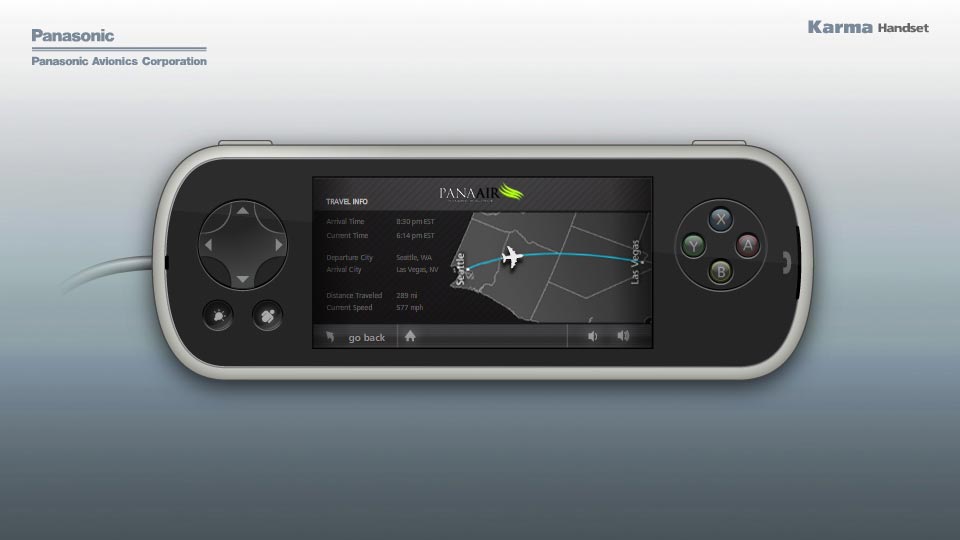 Panasonic
Panasonic Avionics Corporation
Karma Handset
PANAAIR
TRAVEL INFO
Arrival Time 8:30 pm EST
Current Time 6:14 pm EST
Departure City Seattle, WA
Arrival City Las Vegas, NV
Distance Traveled 289 mi
Current Speed 577 mph
Seattle
Las Vegas
go back
X
Y
A
B